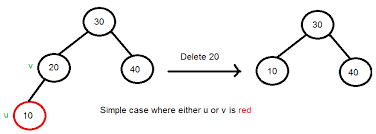 30
30
Delete 20
v 20
40
10
40
u 10
Simple case where either u or v is red